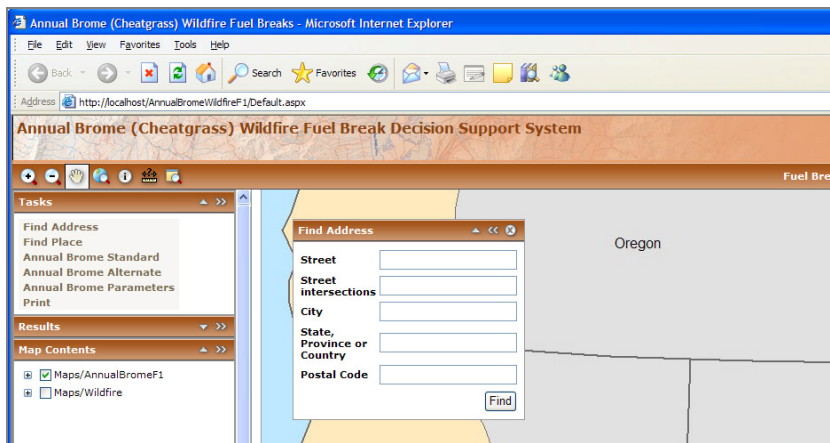 Annual Brome (Cheatgrass) Wildfire Fuel Breaks - Microsoft Internet Explorer
File Edit View Favorites Tools Help
Back Search Favorites
Address http://localhost/AnnualBromeWildfireF1/Default.aspx
Annual Brome (Cheatgrass) Wildfire Fuel Break Decision Support System
Fuel Bre
Tasks
Find Address
Find Place
Annual Brome Standard
Annual Brome Alternate
Annual Brome Parameters
Print
Results
Map Contents
Maps/AnnualBromeF1
Maps/Wildfire
Find Address
Street
Street
intersections
City
State,
Province or
Country
Postal Code
Find
Oregon